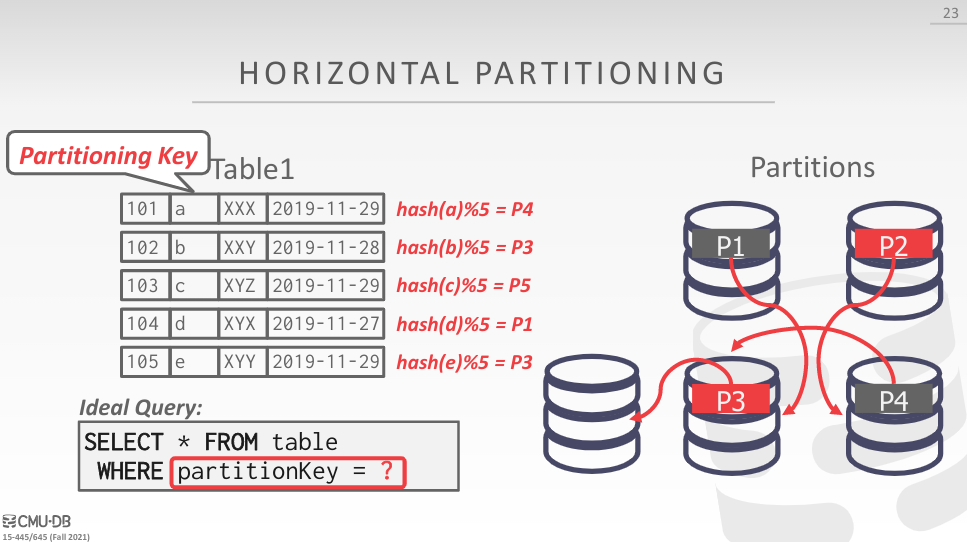 23
HORIZONTAL PARTITIONING
Partitioning Key
Table1
Partitions
101 a XXX 2019-11-29 hash(a)%5 = P4
102 b XXY 2019-11-28 hash(b)%5 = P3
103 c XYZ 2019-11-29 hash(c)%5 = P5
104 d XYX 2019-11-27 hash(d)%5 = P1
105 e XYY 2019-11-29 hash(e)%5 = P3
P1 P2
P3 P4
Ideal Query:
SELECT * FROM table
WHERE partitionKey = ?
CMU·DB
15-445/645 (Fall 2021)